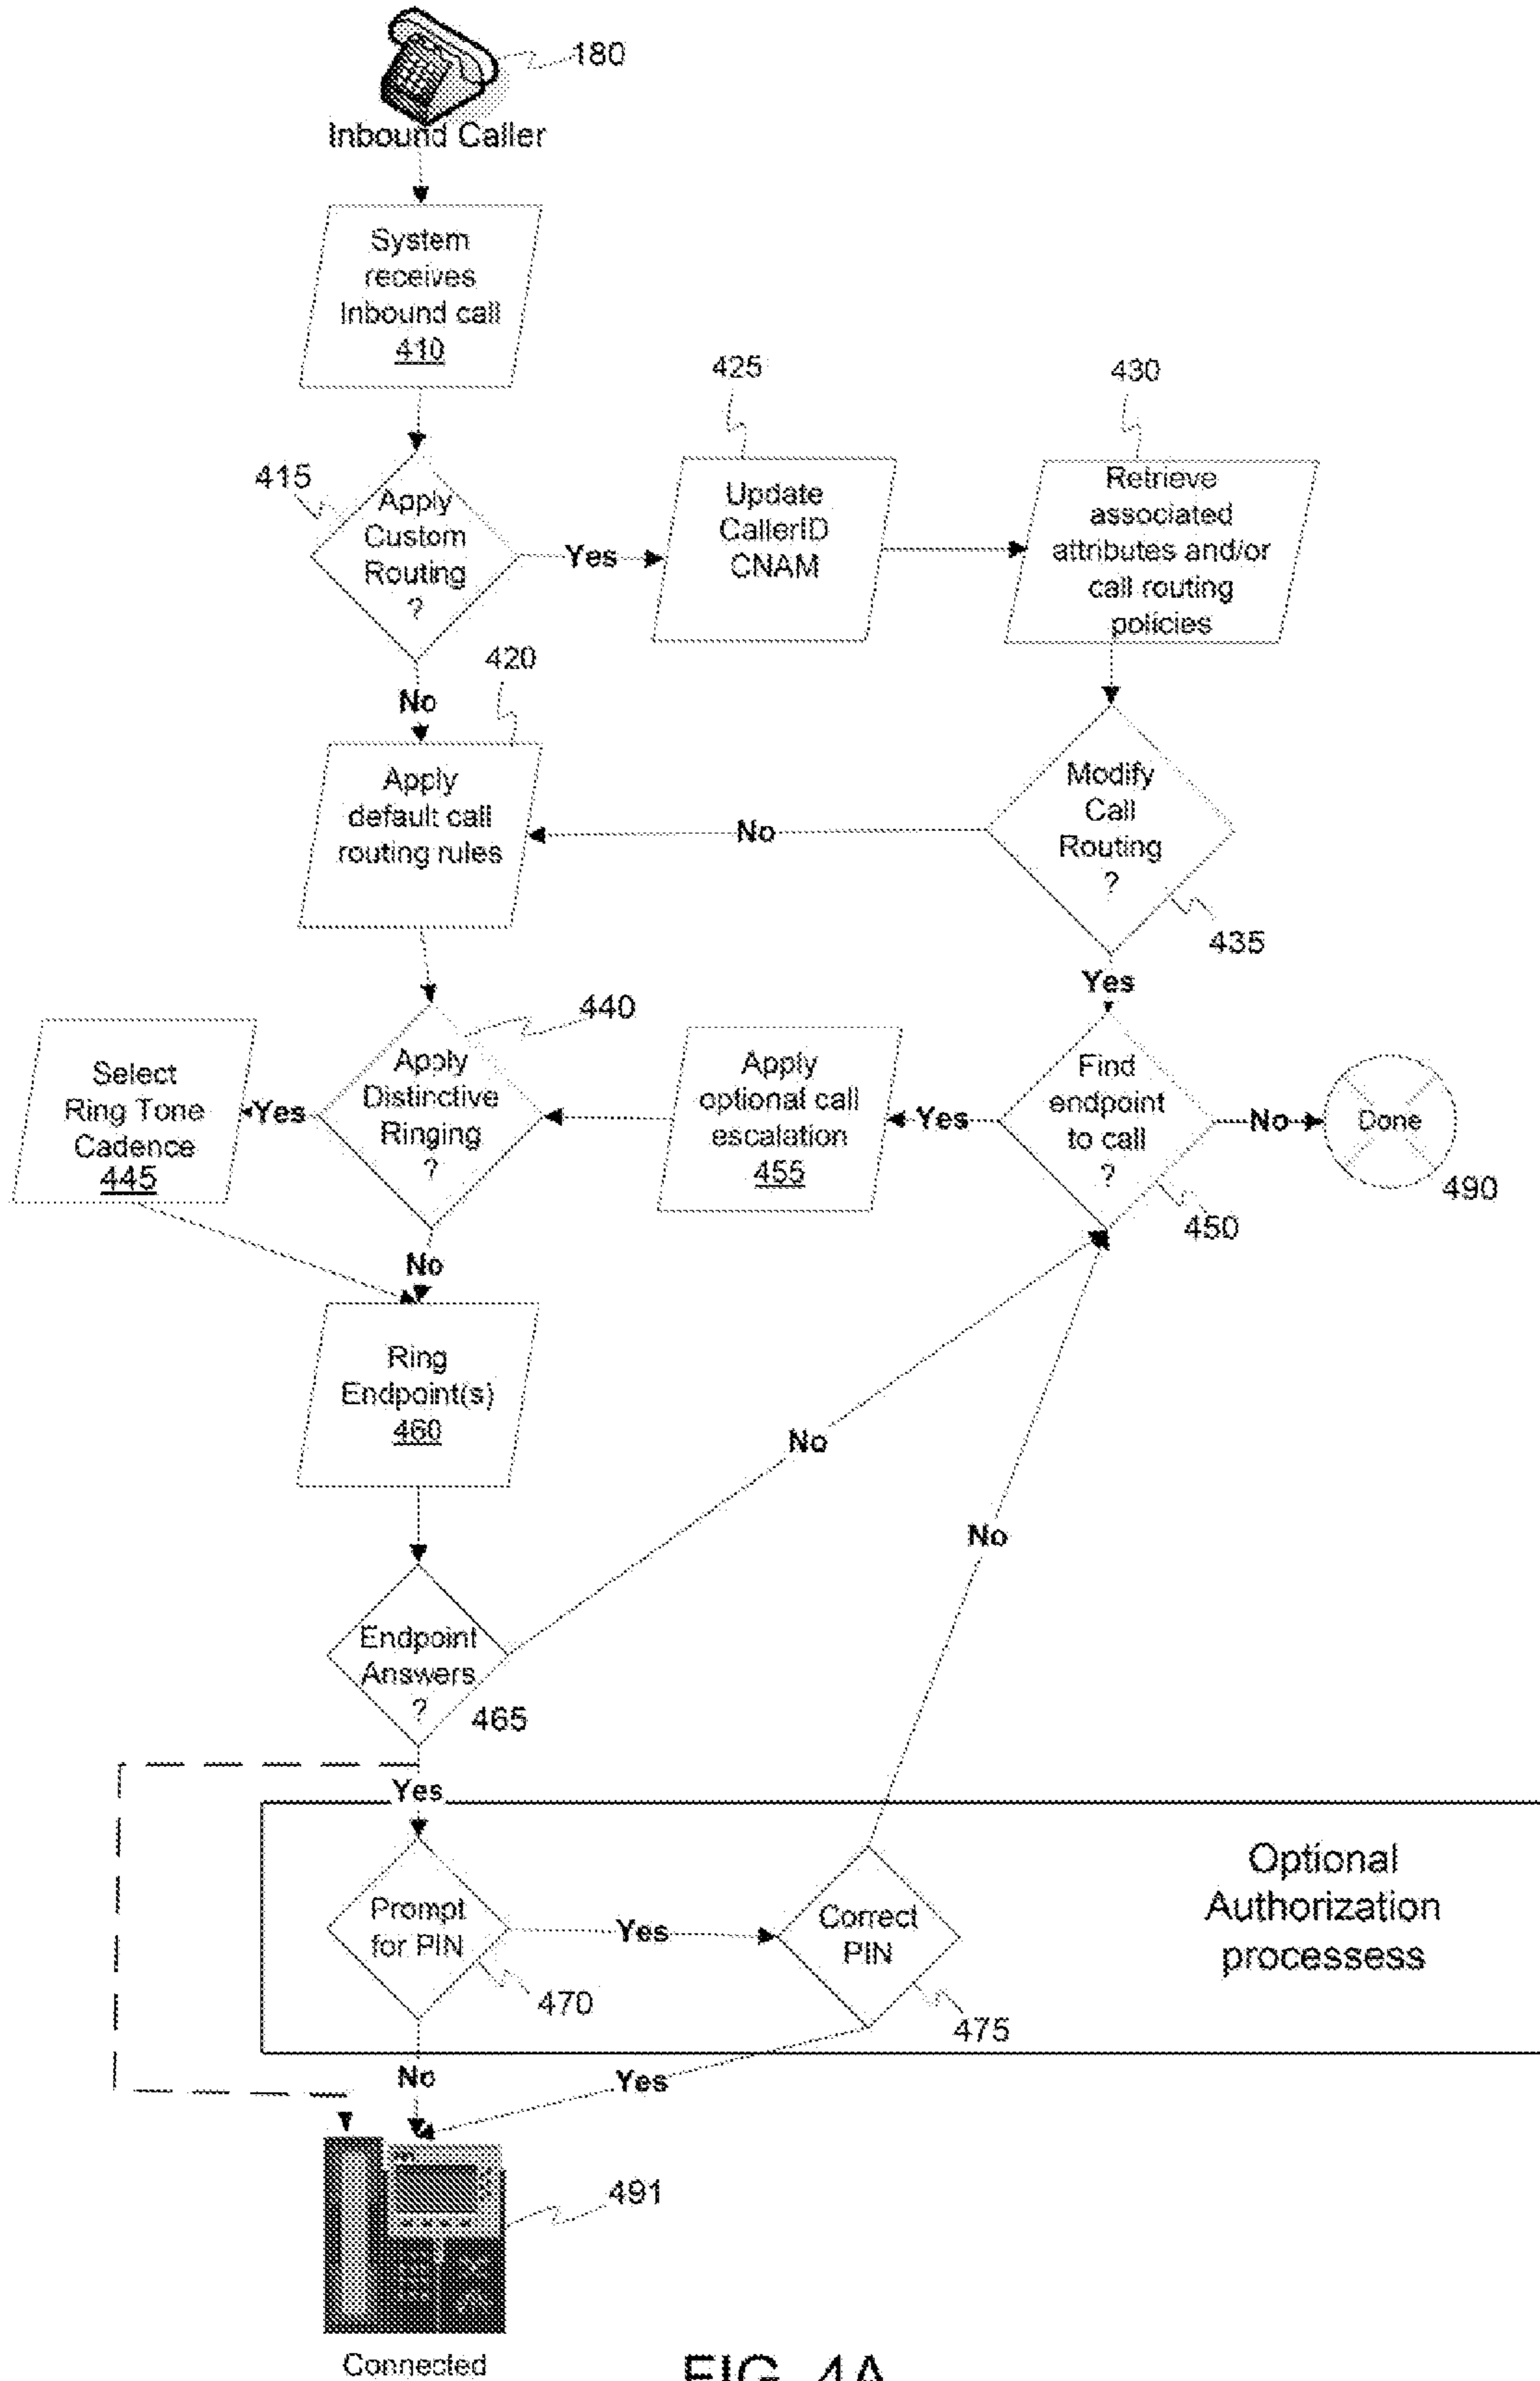 180
Inbound Caller
System
receives
Inbound call
410
425
430
415
Apply
Custom
Routing
?
Yes
Update
CallerID
CNAM
Retrieve
associated
attributes and/or
call routing
policies
No
420
Apply
default call
routing rules
No
Modify
Call
Routing
?
435
Yes
440
Select
Ring Tone
Cadence
445
Yes
Apply
Distinctive
Ringing
?
Apply
optional call
escalation
455
Yes
Find
endpoint
to call
?
450
No
Done
490
No
Ring
Endpoint(s)
460
No
No
Endpoint
Answers
?
465
Yes
Prompt
for PIN
470
Yes
Correct
PIN
475
Optional
Authorization
processess
No
Yes
491
Connected
FIG. 4A